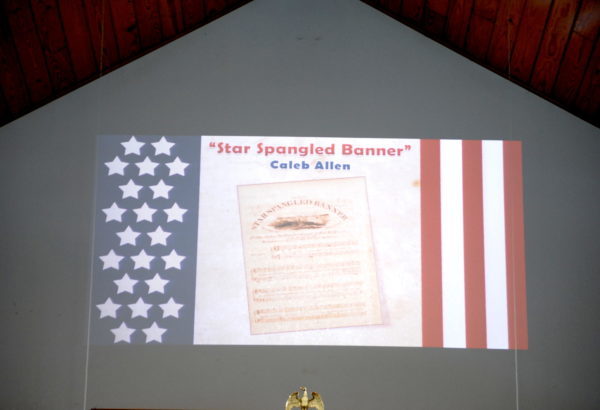 “Star Spangled Banner”
Caleb Allen
STAR SPANGLED BANNER